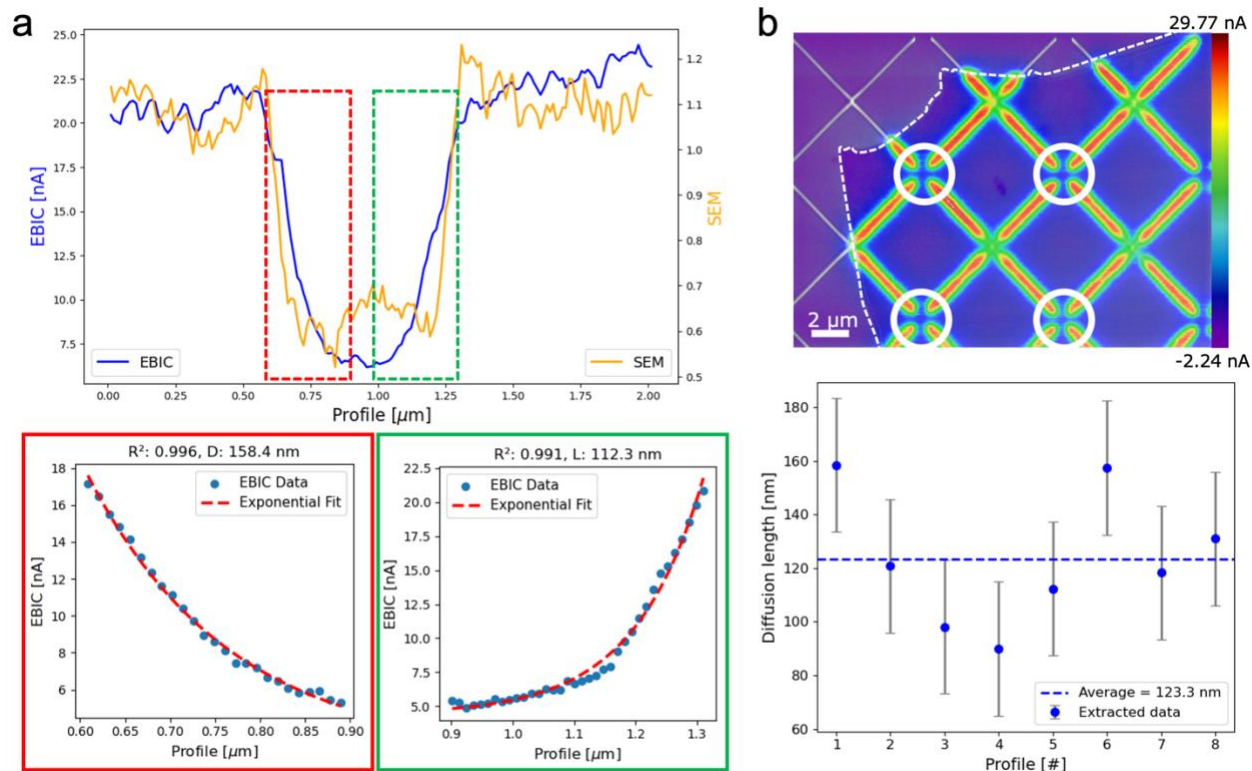 a
25.0
22.5
20.0
17.5
15.0
12.5
10.0
7.5
EBIC [nA]
1.2
1.1
1.0
0.9
0.8
0.7
0.6
0.5
SEM
EBIC
SEM
0.00 0.25 0.50 0.75 1.00 1.25 1.50 1.75 2.00
Profile [μm]
R²: 0.996, D: 158.4 nm
EBIC Data
Exponential Fit
18
16
14
12
10
8
6
EBIC [nA]
0.60 0.65 0.70 0.75 0.80 0.85 0.90
Profile [μm]
R²: 0.991, L: 112.3 nm
EBIC Data
Exponential Fit
22.5
20.0
17.5
15.0
12.5
10.0
7.5
5.0
EBIC [nA]
0.9 1.0 1.1 1.2 1.3
Profile [μm]
b
29.77 nA
2 μm
-2.24 nA
180
160
140
120
100
80
60
Diffusion length [nm]
Average = 123.3 nm
Extracted data
1 2 3 4 5 6 7 8
Profile [#]